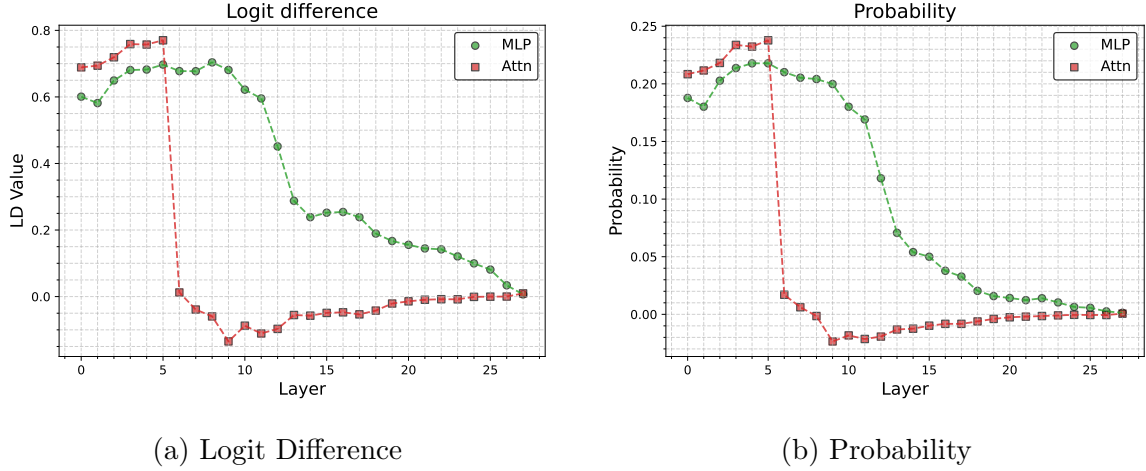 Logit difference
LD Value
0.8
0.6
0.4
0.2
0.0
0 5 10 15 20 25
Layer
MLP
Attn
(a) Logit Difference
Probability
Probability
0.25
0.20
0.15
0.10
0.05
0.00
0 5 10 15 20 25
Layer
MLP
Attn
(b) Probability